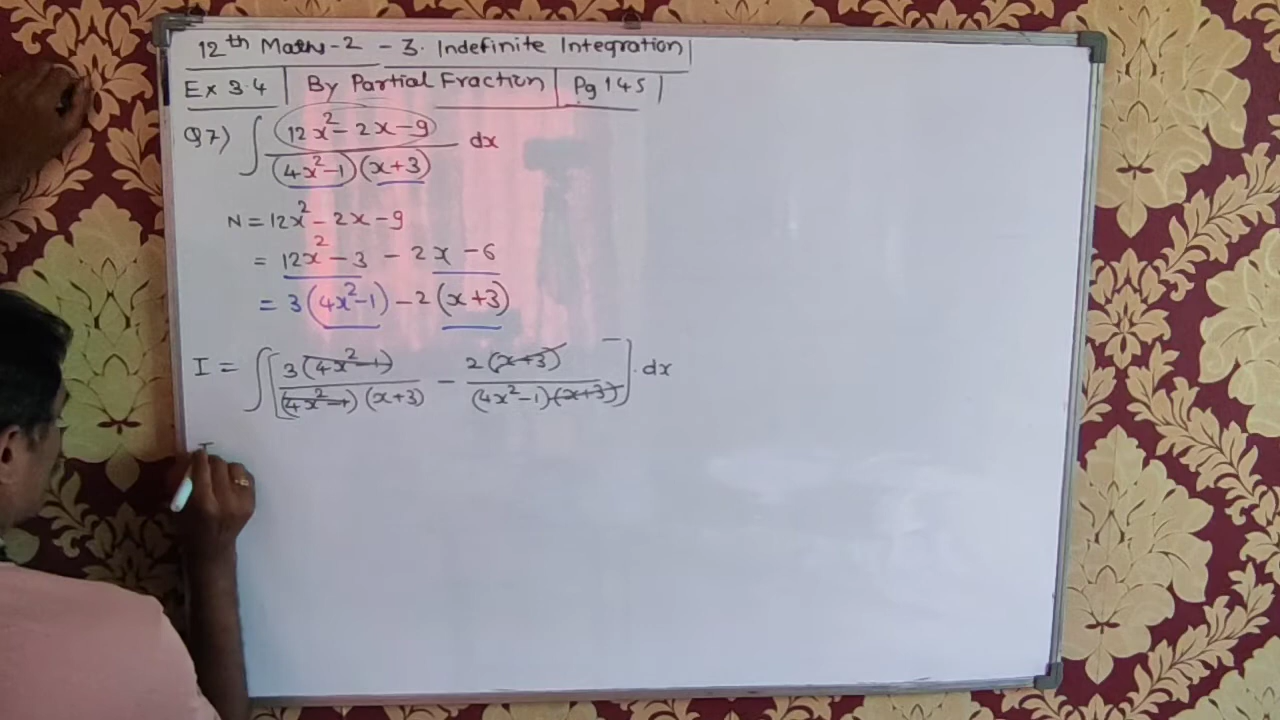 12th Maths-2 - 3. Indefinite Integration
Ex 3.4 | By Partial Fraction | Pg 145 |
Q7) ∫ (12x² - 2x - 9) / ((4x²-1)(x+3)) dx
N = 12x² - 2x - 9
= 12x² - 3 - 2x - 6
= 3(4x²-1) - 2(x+3)
I = ∫ [ 3(4x²-1) / ((4x²-1)(x+3)) - 2(x+3) / ((4x²-1)(x+3)) ] . dx
I